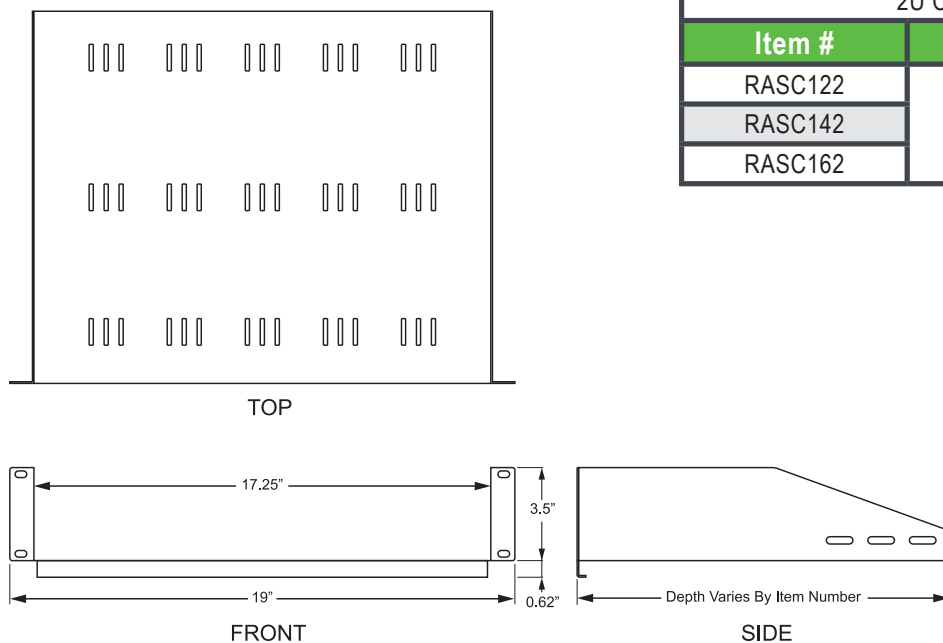 2U
Item #
RASC122
RASC142
RASC162
TOP
17.25"
3.5"
19"
0.62"
Depth Varies By Item Number
FRONT
SIDE